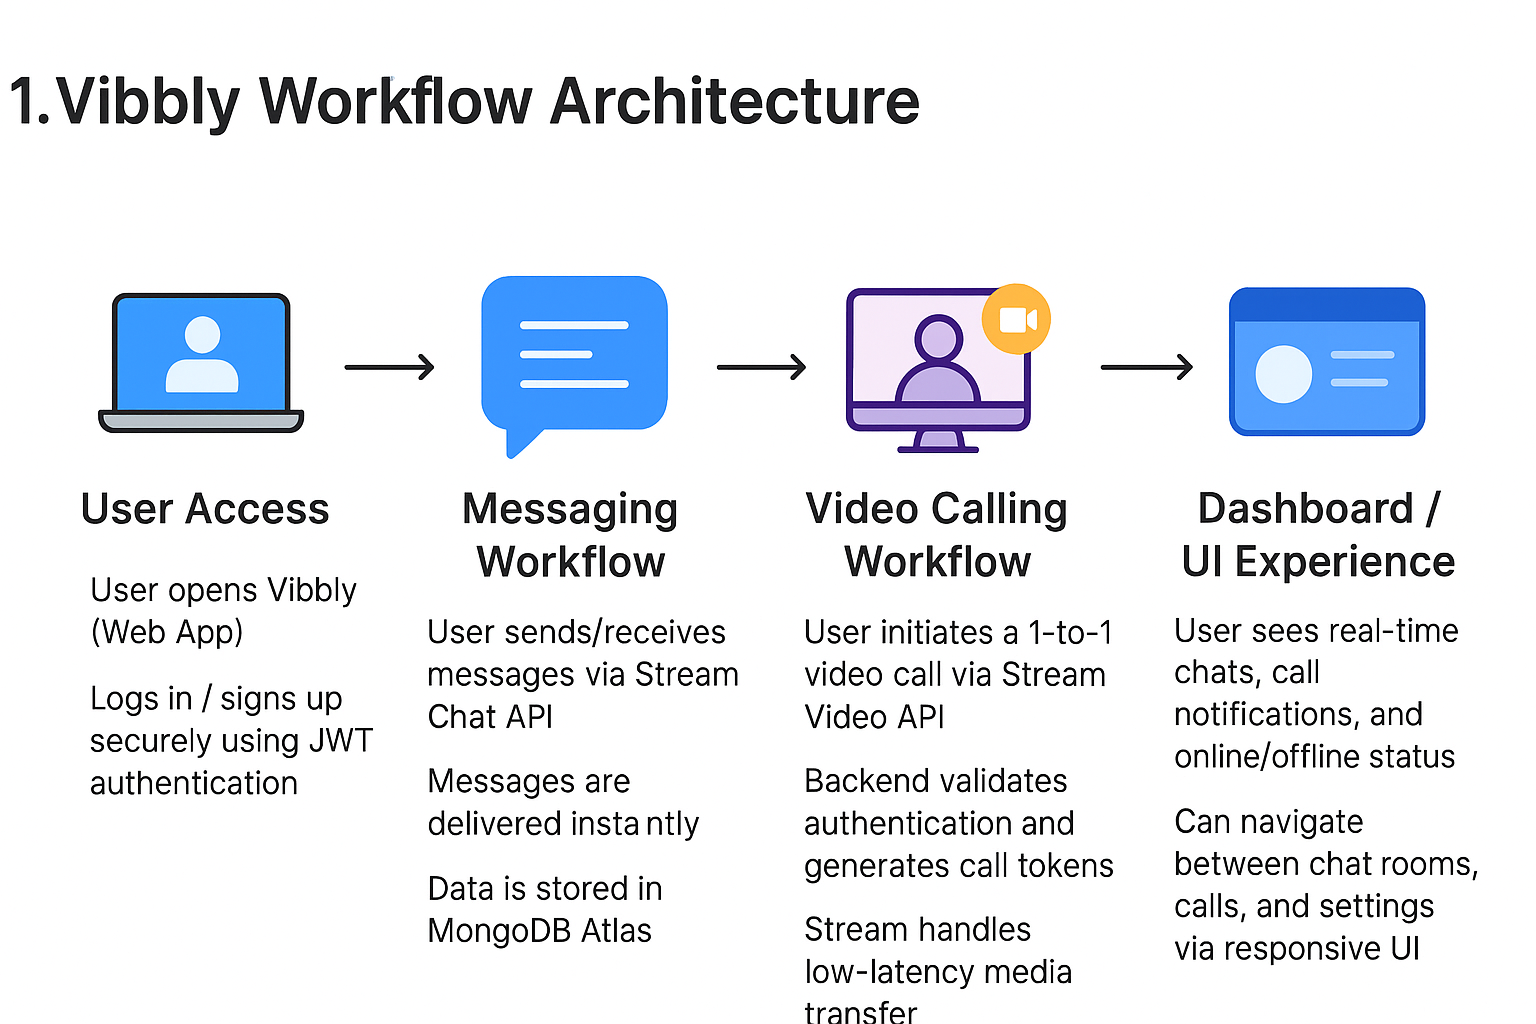 1.Vibbly Workflow Architecture
User Access
User opens Vibbly
(Web App)
Logs in / signs up
securely using JWT
authentication
Messaging
Workflow
User sends/receives
messages via Stream
Chat API
Messages are
delivered instantly
Data is stored in
MongoDB Atlas
Video Calling
Workflow
User initiates a 1-to-1
video call via Stream
Video API
Backend validates
authentication and
generates call tokens
Stream handles
low-latency media
transfer
Dashboard /
UI Experience
User sees real-time
chats, call
notifications, and
online/offline status
Can navigate
between chat rooms,
calls, and settings
via responsive UI